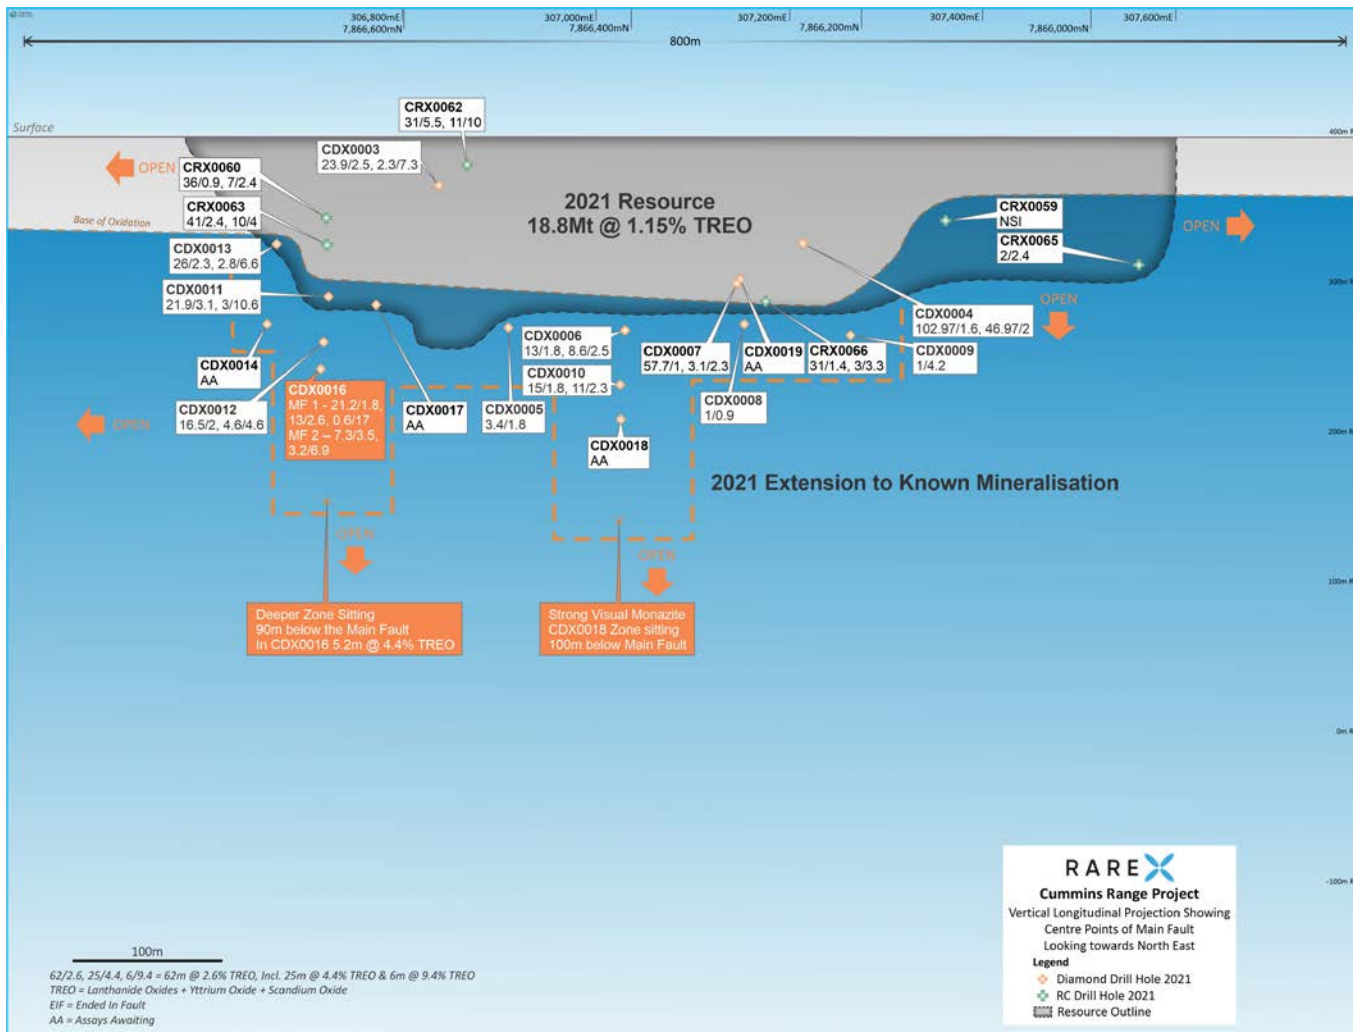 306,800mE
7,866,600mN
307,000mE
7,866,400mN
307,200mE
7,866,200mN
307,400mE
7,866,000mN
307,600mE
800m
Surface
400m R
CRX0062
31/5.5, 11/10
CDX0003
23.9/2.5, 2.3/7.3
OPEN
CRX0060
36/0.9, 7/2.4
CRX0063
41/2.4, 10/4
Base of Oxidation
2021 Resource
18.8Mt @ 1.15% TREO
CRX0059
NSI
OPEN
CRX0065
2/2.4
CDX0013
26/2.3, 2.8/6.6
CDX0011
21.9/3.1, 3/10.6
300m R
OPEN
CDX0004
102.97/1.6, 46.97/2
CDX0006
13/1.8, 8.6/2.5
CDX0007
57.7/1, 3.1/2.3
CDX0019
AA
CRX0066
31/1.4, 3/3.3
CDX0009
1/4.2
CDX0014
AA
CDX0010
15/1.8, 11/2.3
CDX0008
1/0.9
CDX0012
16.5/2, 4.6/4.6
CDX0016
MF 1 - 21.2/1.8,
13/2.6, 0.6/17
MF 2 – 7.3/3.5,
3.2/6.9
CDX0017
AA
CDX0005
3.4/1.8
OPEN
200m R
CDX0018
AA
2021 Extension to Known Mineralisation
OPEN
OPEN
100m R
Deeper Zone Sitting
90m below the Main Fault
In CDX0016 5.2m @ 4.4% TREO
Strong Visual Monazite
CDX0018 Zone sitting
100m below Main Fault
0m R
-100m R
RAREX
Cummins Range Project
Vertical Longitudinal Projection Showing
Centre Points of Main Fault
Looking towards North East
Legend
Diamond Drill Hole 2021
RC Drill Hole 2021
Resource Outline
100m
62/2.6, 25/4.4, 6/9.4 = 62m @ 2.6% TREO, Incl. 25m @ 4.4% TREO & 6m @ 9.4% TREO
TREO = Lanthanide Oxides + Yttrium Oxide + Scandium Oxide
EIF = Ended In Fault
AA = Assays Awaiting